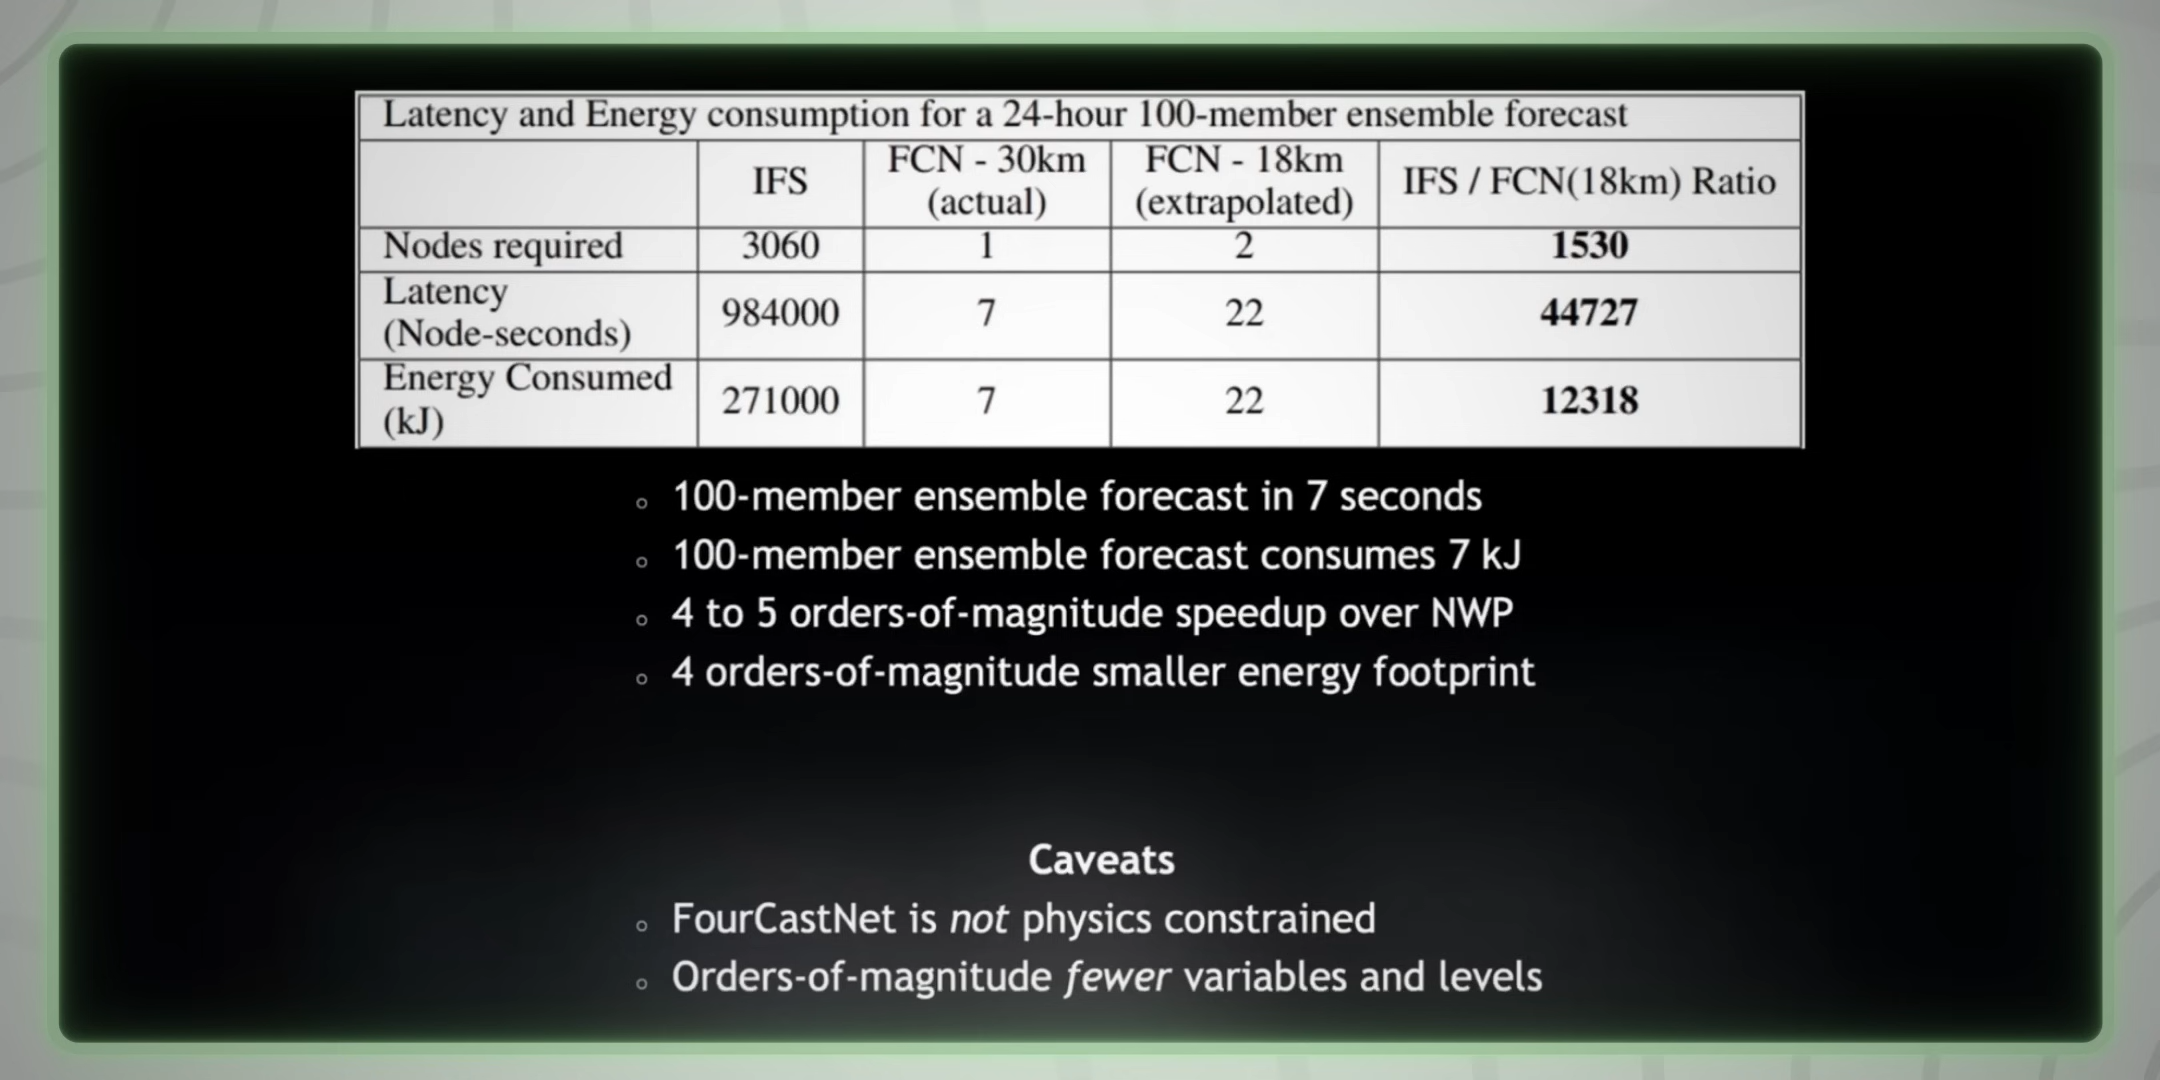 Latency and Energy consumption for a 24-hour 100-member ensemble forecast
IFS
FCN - 30km
(actual)
FCN - 18km
(extrapolated)
IFS / FCN(18km) Ratio
Nodes required 3060 1 2 1530
Latency
(Node-seconds)
984000 7 22 44727
Energy Consumed
(kJ)
271000 7 22 12318
◦ 100-member ensemble forecast in 7 seconds
◦ 100-member ensemble forecast consumes 7 kJ
◦ 4 to 5 orders-of-magnitude speedup over NWP
◦ 4 orders-of-magnitude smaller energy footprint
Caveats
◦ FourCastNet is not physics constrained
◦ Orders-of-magnitude fewer variables and levels